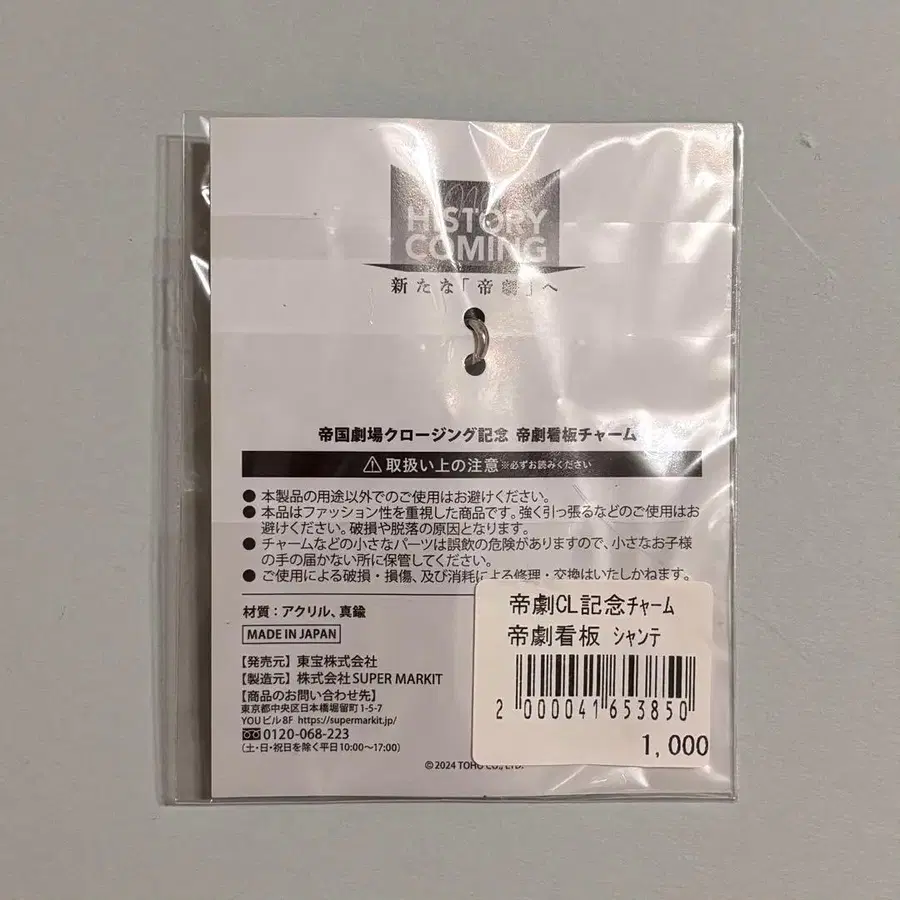 HISTORY
COMING
新たな「帝劇」へ
帝国劇場クロージング記念 帝劇看板チャーム
⚠取扱い上の注意※必ずお読みください
● 本製品の用途以外でのご使用はお避けください。
● 本品はファッション性を重視した商品です。強く引っ張るなどのご使用はお
避けください。破損や脱落の原因となります。
● チャームなどの小さなパーツは誤飲の危険がありますので、小さなお子様
の手の届かない所に保管してください。
● ご使用による破損・損傷、及び消耗による修理・交換はいたしかねます。
材質：アクリル、真鍮
MADE IN JAPAN
【発売元】東宝株式会社
【製造元】株式会社SUPER MARKIT
【商品のお問い合わせ先】
東京都中央区日本橋堀留町1-5-7
YOUビル8F https://supermarkit.jp/
0120-068-223
（土・日・祝日を除く平日10:00〜17:00）
©2024 TOHO CO., LTD.
帝劇CL記念ﾁｬｰﾑ
帝劇看板 ｼｬﾝﾃ
2 000041 653850
1,000